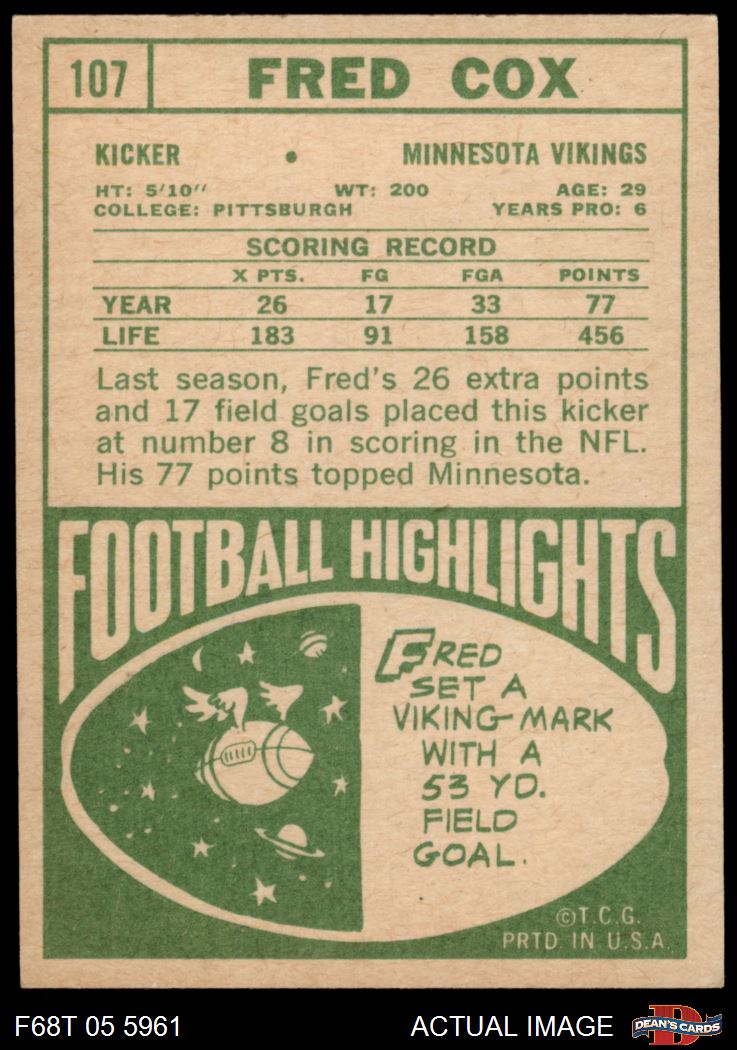 107 FRED COX
KICKER • MINNESOTA VIKINGS
HT: 5'10" WT: 200 AGE: 29
COLLEGE: PITTSBURGH YEARS PRO: 6
SCORING RECORD
X PTS. FG FGA POINTS
YEAR 26 17 33 77
LIFE 183 91 158 456
Last season, Fred's 26 extra points
and 17 field goals placed this kicker
at number 8 in scoring in the NFL.
His 77 points topped Minnesota.
FOOTBALL HIGHLIGHTS
FRED
SET A
VIKING MARK
WITH A
53 YD.
FIELD
GOAL.
©T.C.G.
PRTD. IN U.S.A.
F68T 05 5961 ACTUAL IMAGE DEAN'S CARDS